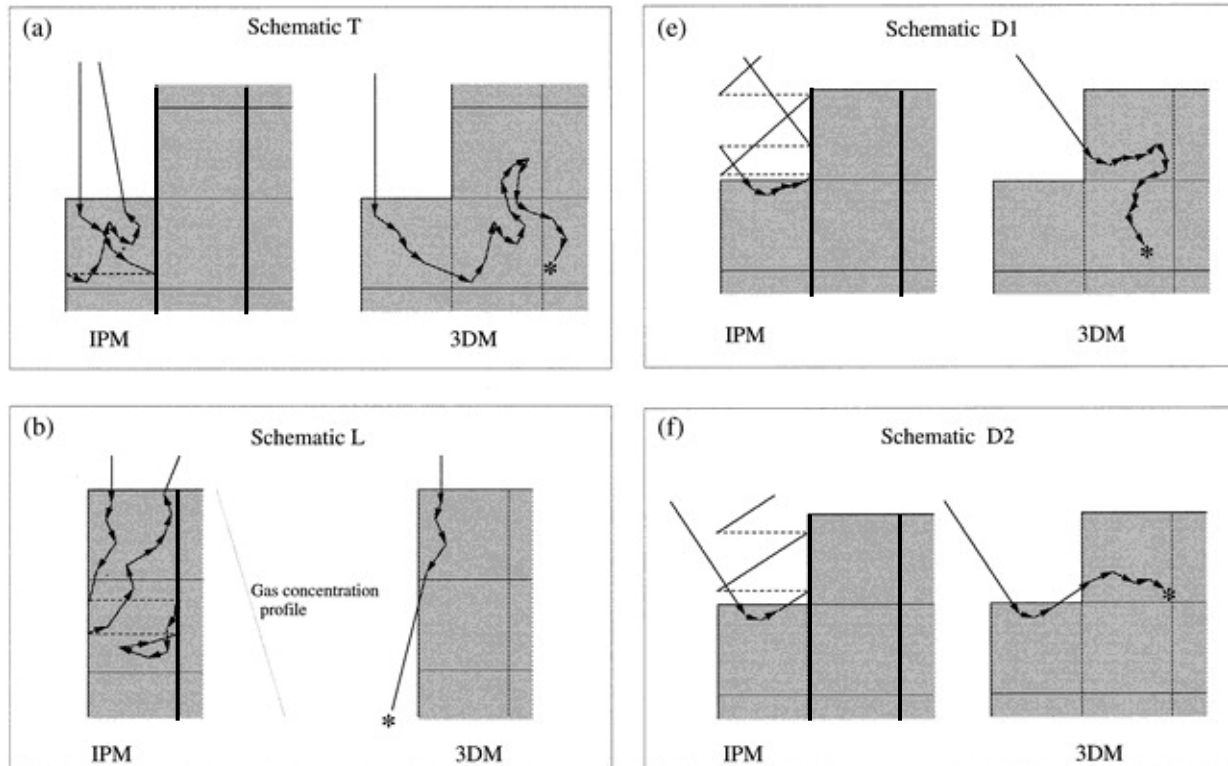 (a)
Schematic T
IPM
3DM
(b)
Schematic L
Gas concentration
profile
*
IPM
3DM
(e)
Schematic D1
*
IPM
3DM
(f)
Schematic D2
*
IPM
3DM